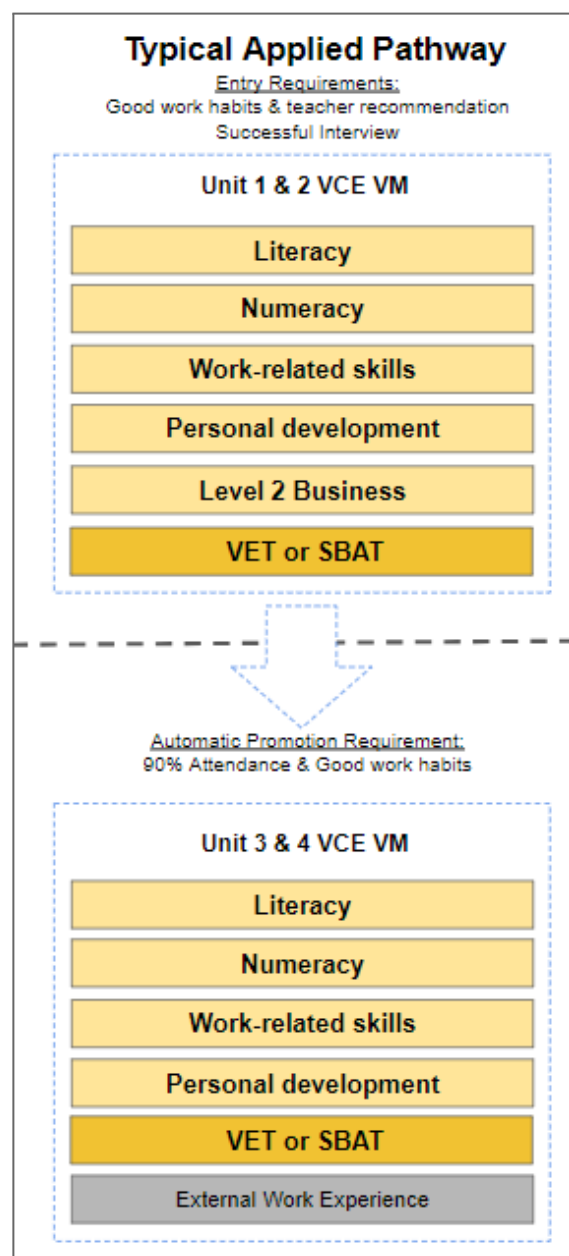 Typical Applied Pathway
Entry Requirements:
Good work habits & teacher recommendation
Successful Interview
Unit 1 & 2 VCE VM
Literacy
Numeracy
Work-related skills
Personal development
Level 2 Business
VET or SBAT
Automatic Promotion Requirement:
90% Attendance & Good work habits
Unit 3 & 4 VCE VM
Literacy
Numeracy
Work-related skills
Personal development
VET or SBAT
External Work Experience